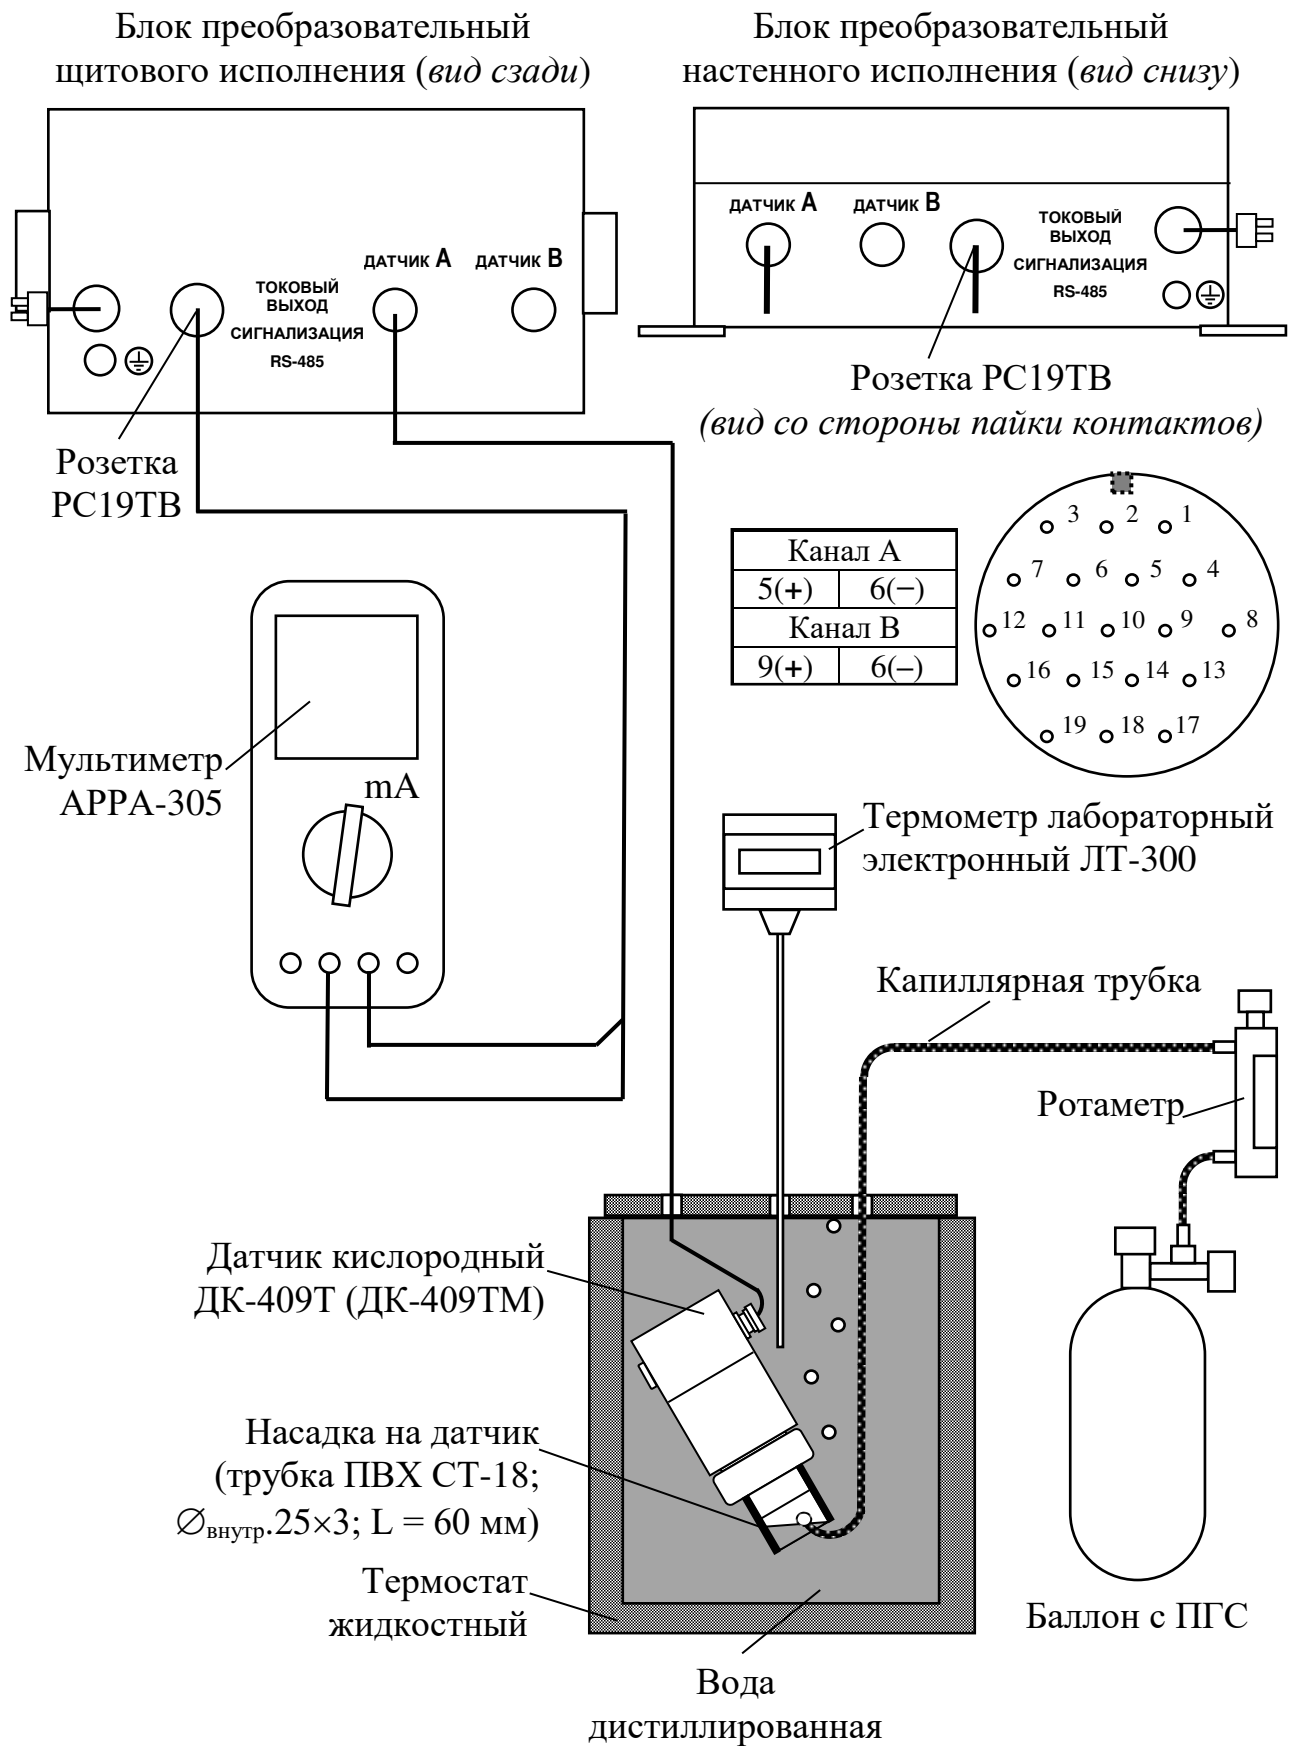 Блок преобразовательный
щитового исполнения (вид сзади)
Блок преобразовательный
настенного исполнения (вид снизу)
ДАТЧИК А
ДАТЧИК В
ТОКОВЫЙ
ВЫХОД
СИГНАЛИЗАЦИЯ
RS-485
ДАТЧИК А
ДАТЧИК В
ТОКОВЫЙ
ВЫХОД
СИГНАЛИЗАЦИЯ
RS-485
Розетка
РС19ТВ
Розетка РС19ТВ
(вид со стороны пайки контактов)
Канал А
5(+) 6(–)
Канал В
9(+) 6(–)
3 2 1
7 6 5 4
12 11 10 9 8
16 15 14 13
19 18 17
Мультиметр
АРРА-305
mA
Термометр лабораторный
электронный ЛТ-300
Капиллярная трубка
Ротаметр
Датчик кислородный
ДК-409Т (ДК-409ТМ)
Насадка на датчик
(трубка ПВХ СТ-18;
∅внутр.25×3; L = 60 мм)
Термостат
жидкостный
Баллон с ПГС
Вода
дистиллированная